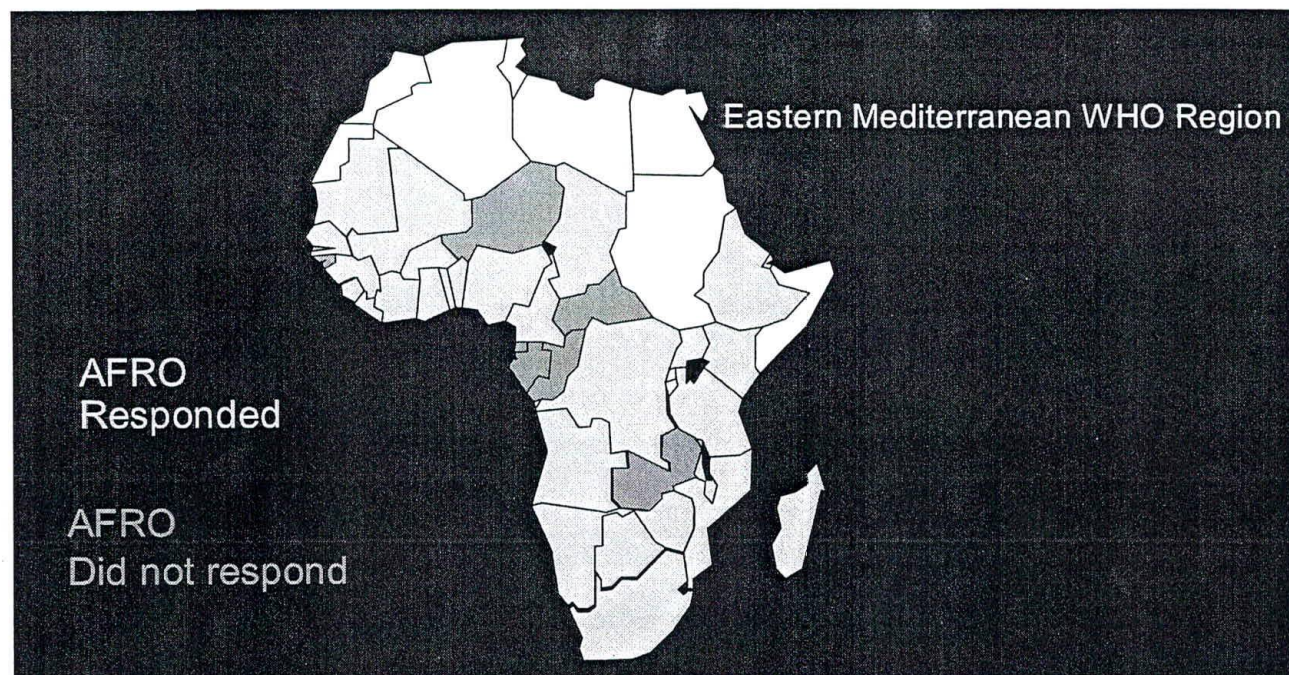 Eastern Mediterranean WHO Region
AFRO
Responded
AFRO
Did not respond